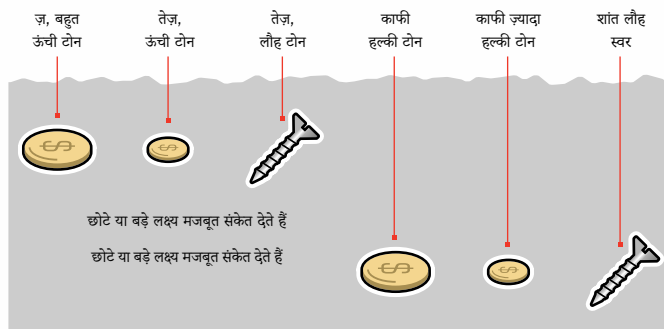 ज़, बहुत
ऊंची टोन
तेज़,
ऊंची टोन
तेज़,
लौह टोन
काफी
हल्की टोन
काफी ज़्यादा
हल्की टोन
शांत लौह
स्वर
छोटे या बड़े लक्ष्य मजबूत संकेत देते हैं
छोटे या बड़े लक्ष्य मजबूत संकेत देते हैं